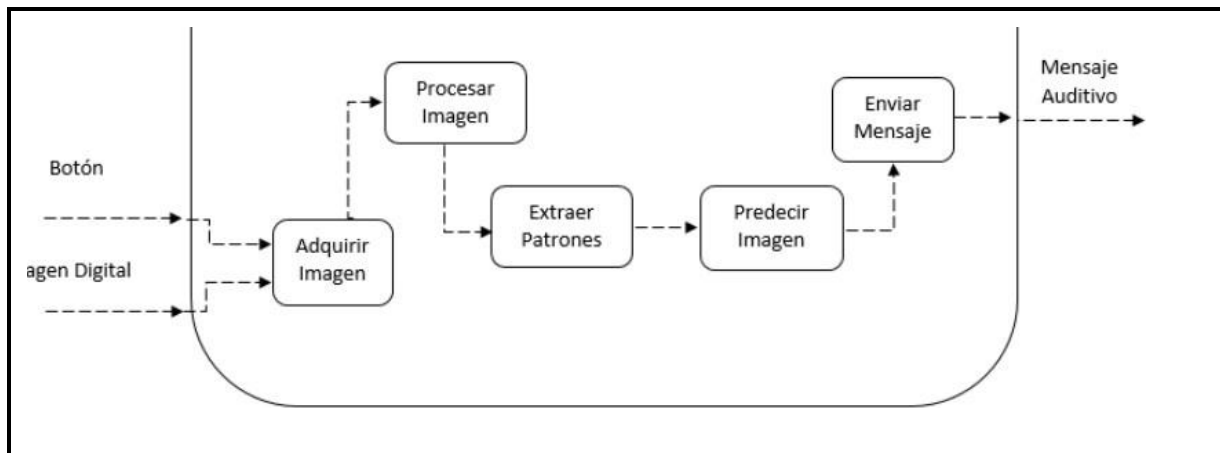 Procesar
Imagen
Enviar
Mensaje
Mensaje
Auditivo
Botón
Extraer
Patrones
Predecir
Imagen
Adquirir
Imagen
agen Digital